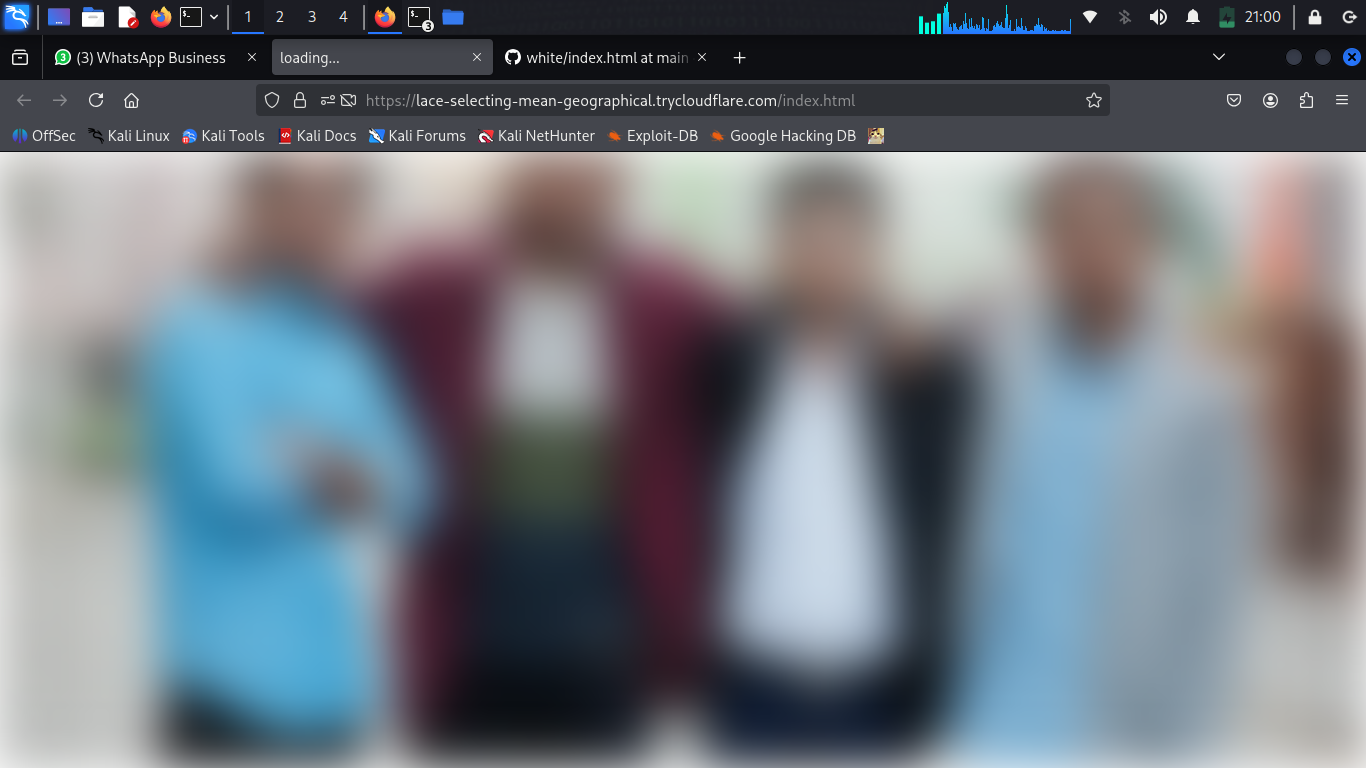 1 2 3 4 3 21:00
3 (3) WhatsApp Business loading... white/index.html at main
https://lace-selecting-mean-geographical.trycloudflare.com/index.html
OffSec Kali Linux Kali Tools Kali Docs Kali Forums Kali NetHunter Exploit-DB Google Hacking DB